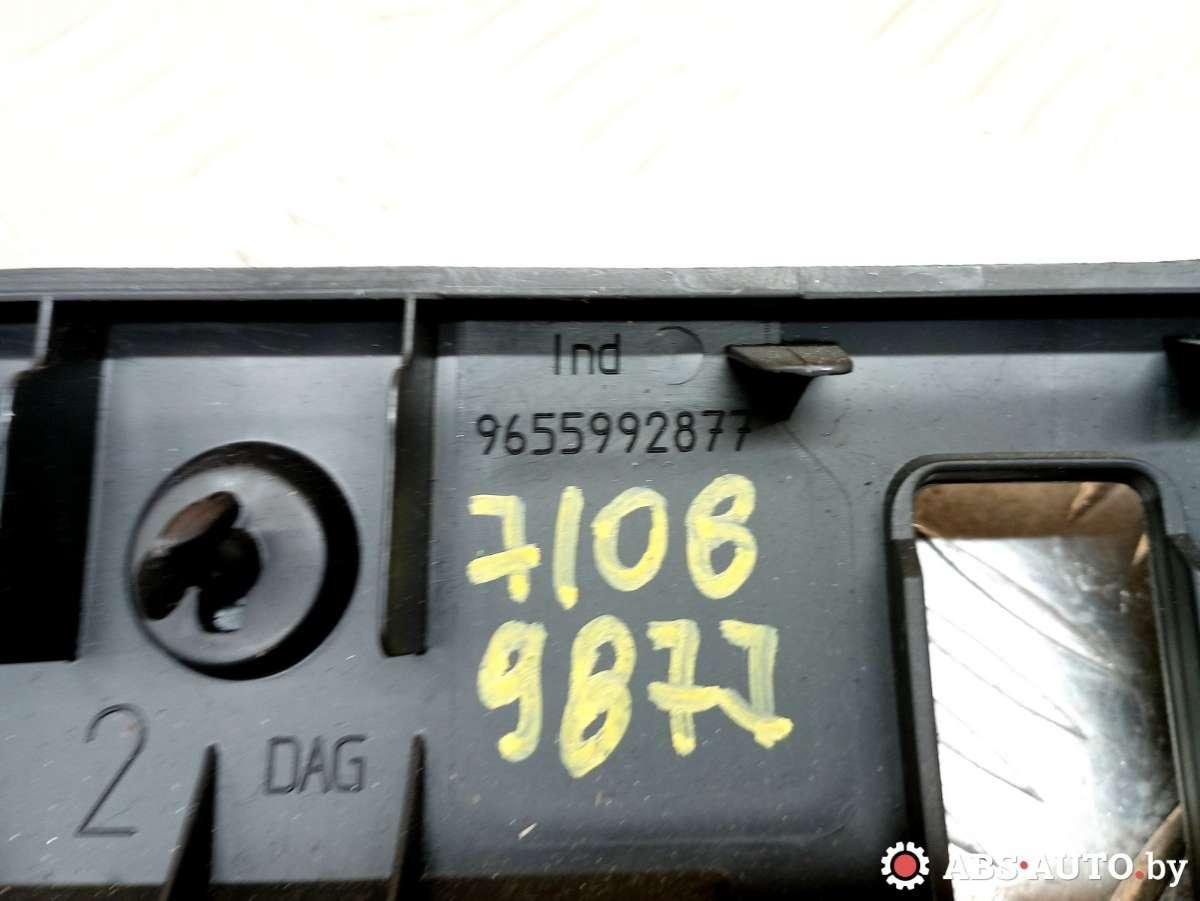 Ind
9655992877
7108
9877
2
DAG
ABS-AUTO.by